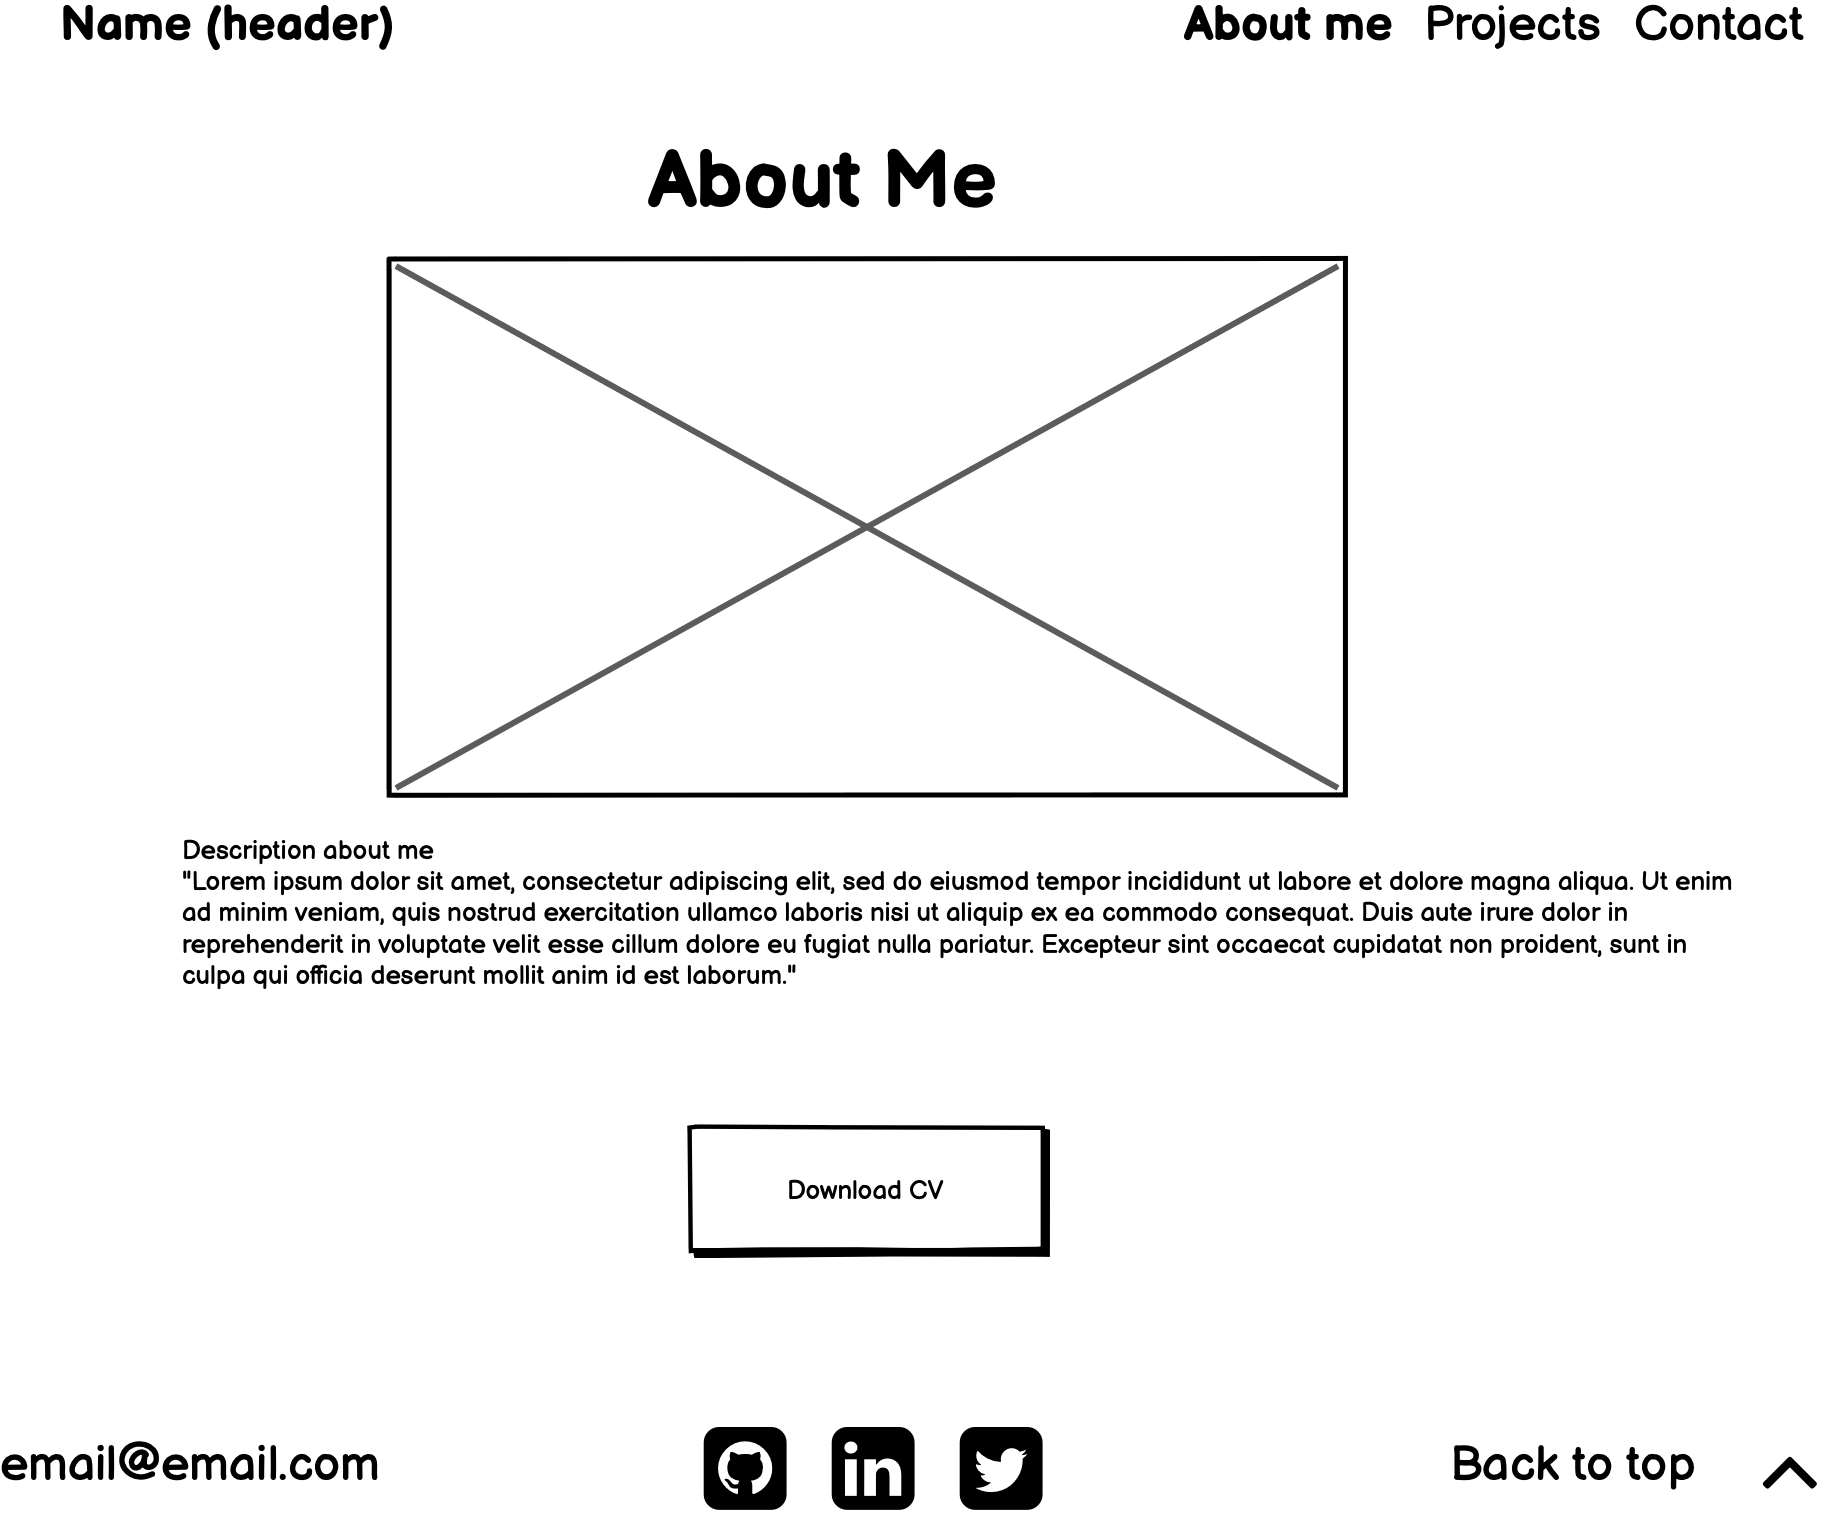 Name (header)
About me Projects Contact
About Me
Description about me
"Lorem ipsum dolor sit amet, consectetur adipiscing elit, sed do eiusmod tempor incididunt ut labore et dolore magna aliqua. Ut enim
ad minim veniam, quis nostrud exercitation ullamco laboris nisi ut aliquip ex ea commodo consequat. Duis aute irure dolor in
reprehenderit in voluptate velit esse cillum dolore eu fugiat nulla pariatur. Excepteur sint occaecat cupidatat non proident, sunt in
culpa qui officia deserunt mollit anim id est laborum."
Download CV
email@email.com
in
Back to top